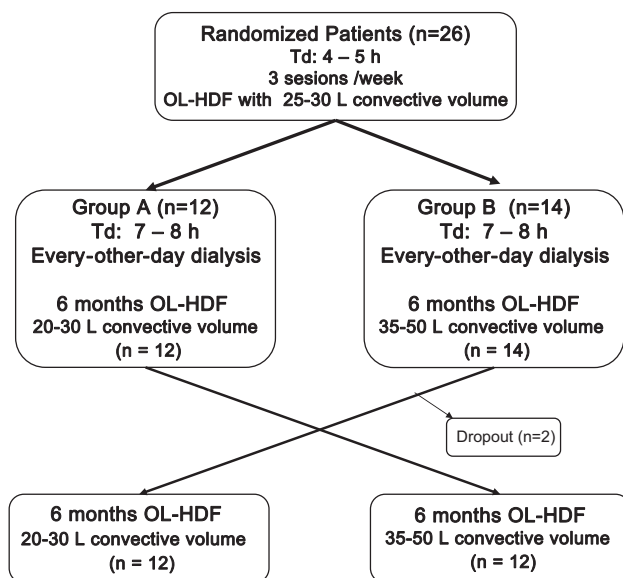 Randomized Patients (n=26)
Td: 4 – 5 h
3 sesions /week
OL-HDF with 25-30 L convective volume
Group A (n=12)
Td: 7 – 8 h
Every-other-day dialysis
6 months OL-HDF
20-30 L convective volume
(n = 12)
Group B (n=14)
Td: 7 – 8 h
Every-other-day dialysis
6 months OL-HDF
35-50 L convective volume
(n = 14)
Dropout (n=2)
6 months OL-HDF
20-30 L convective volume
(n = 12)
6 months OL-HDF
35-50 L convective volume
(n = 12)